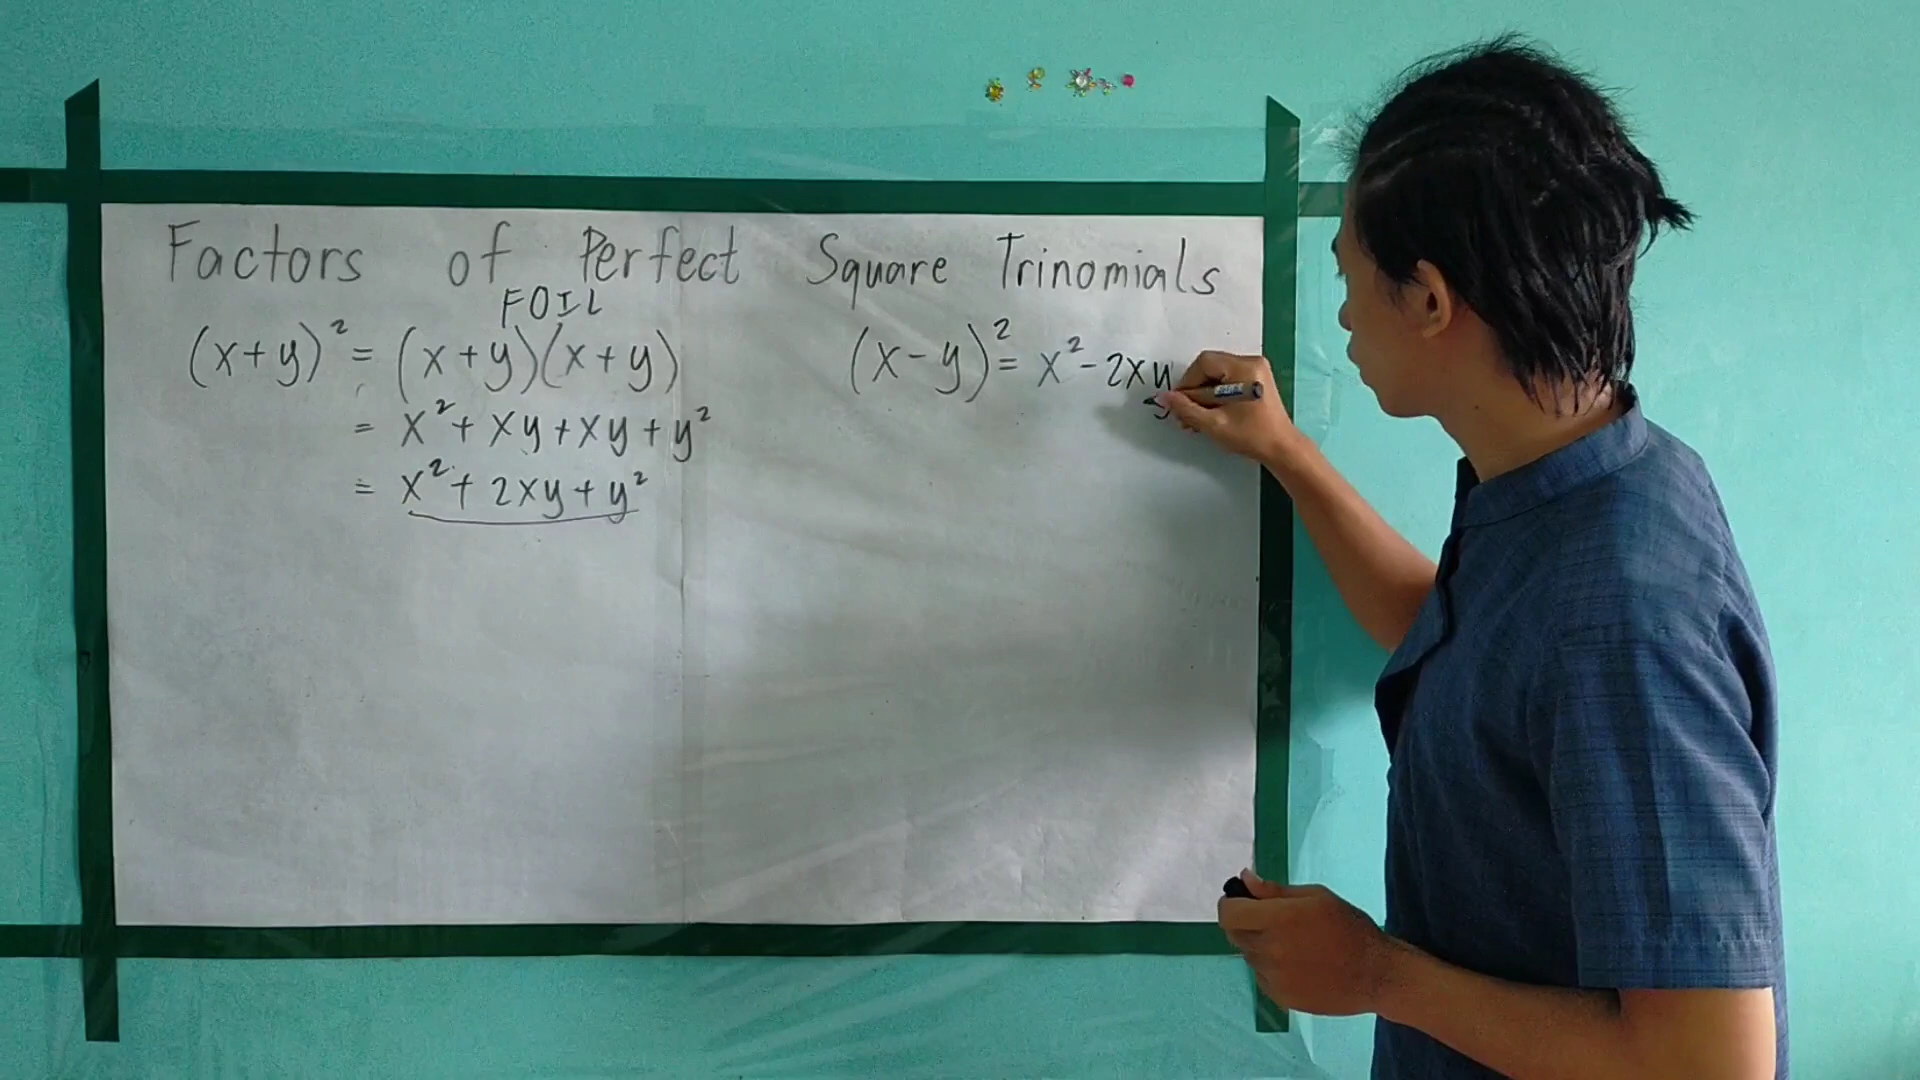 Factors of Perfect Square Trinomials
FOIL
(x+y)² = (x+y)(x+y)
= x² + xy + xy + y²
= x² + 2xy + y²
(x-y)² = x² - 2xy